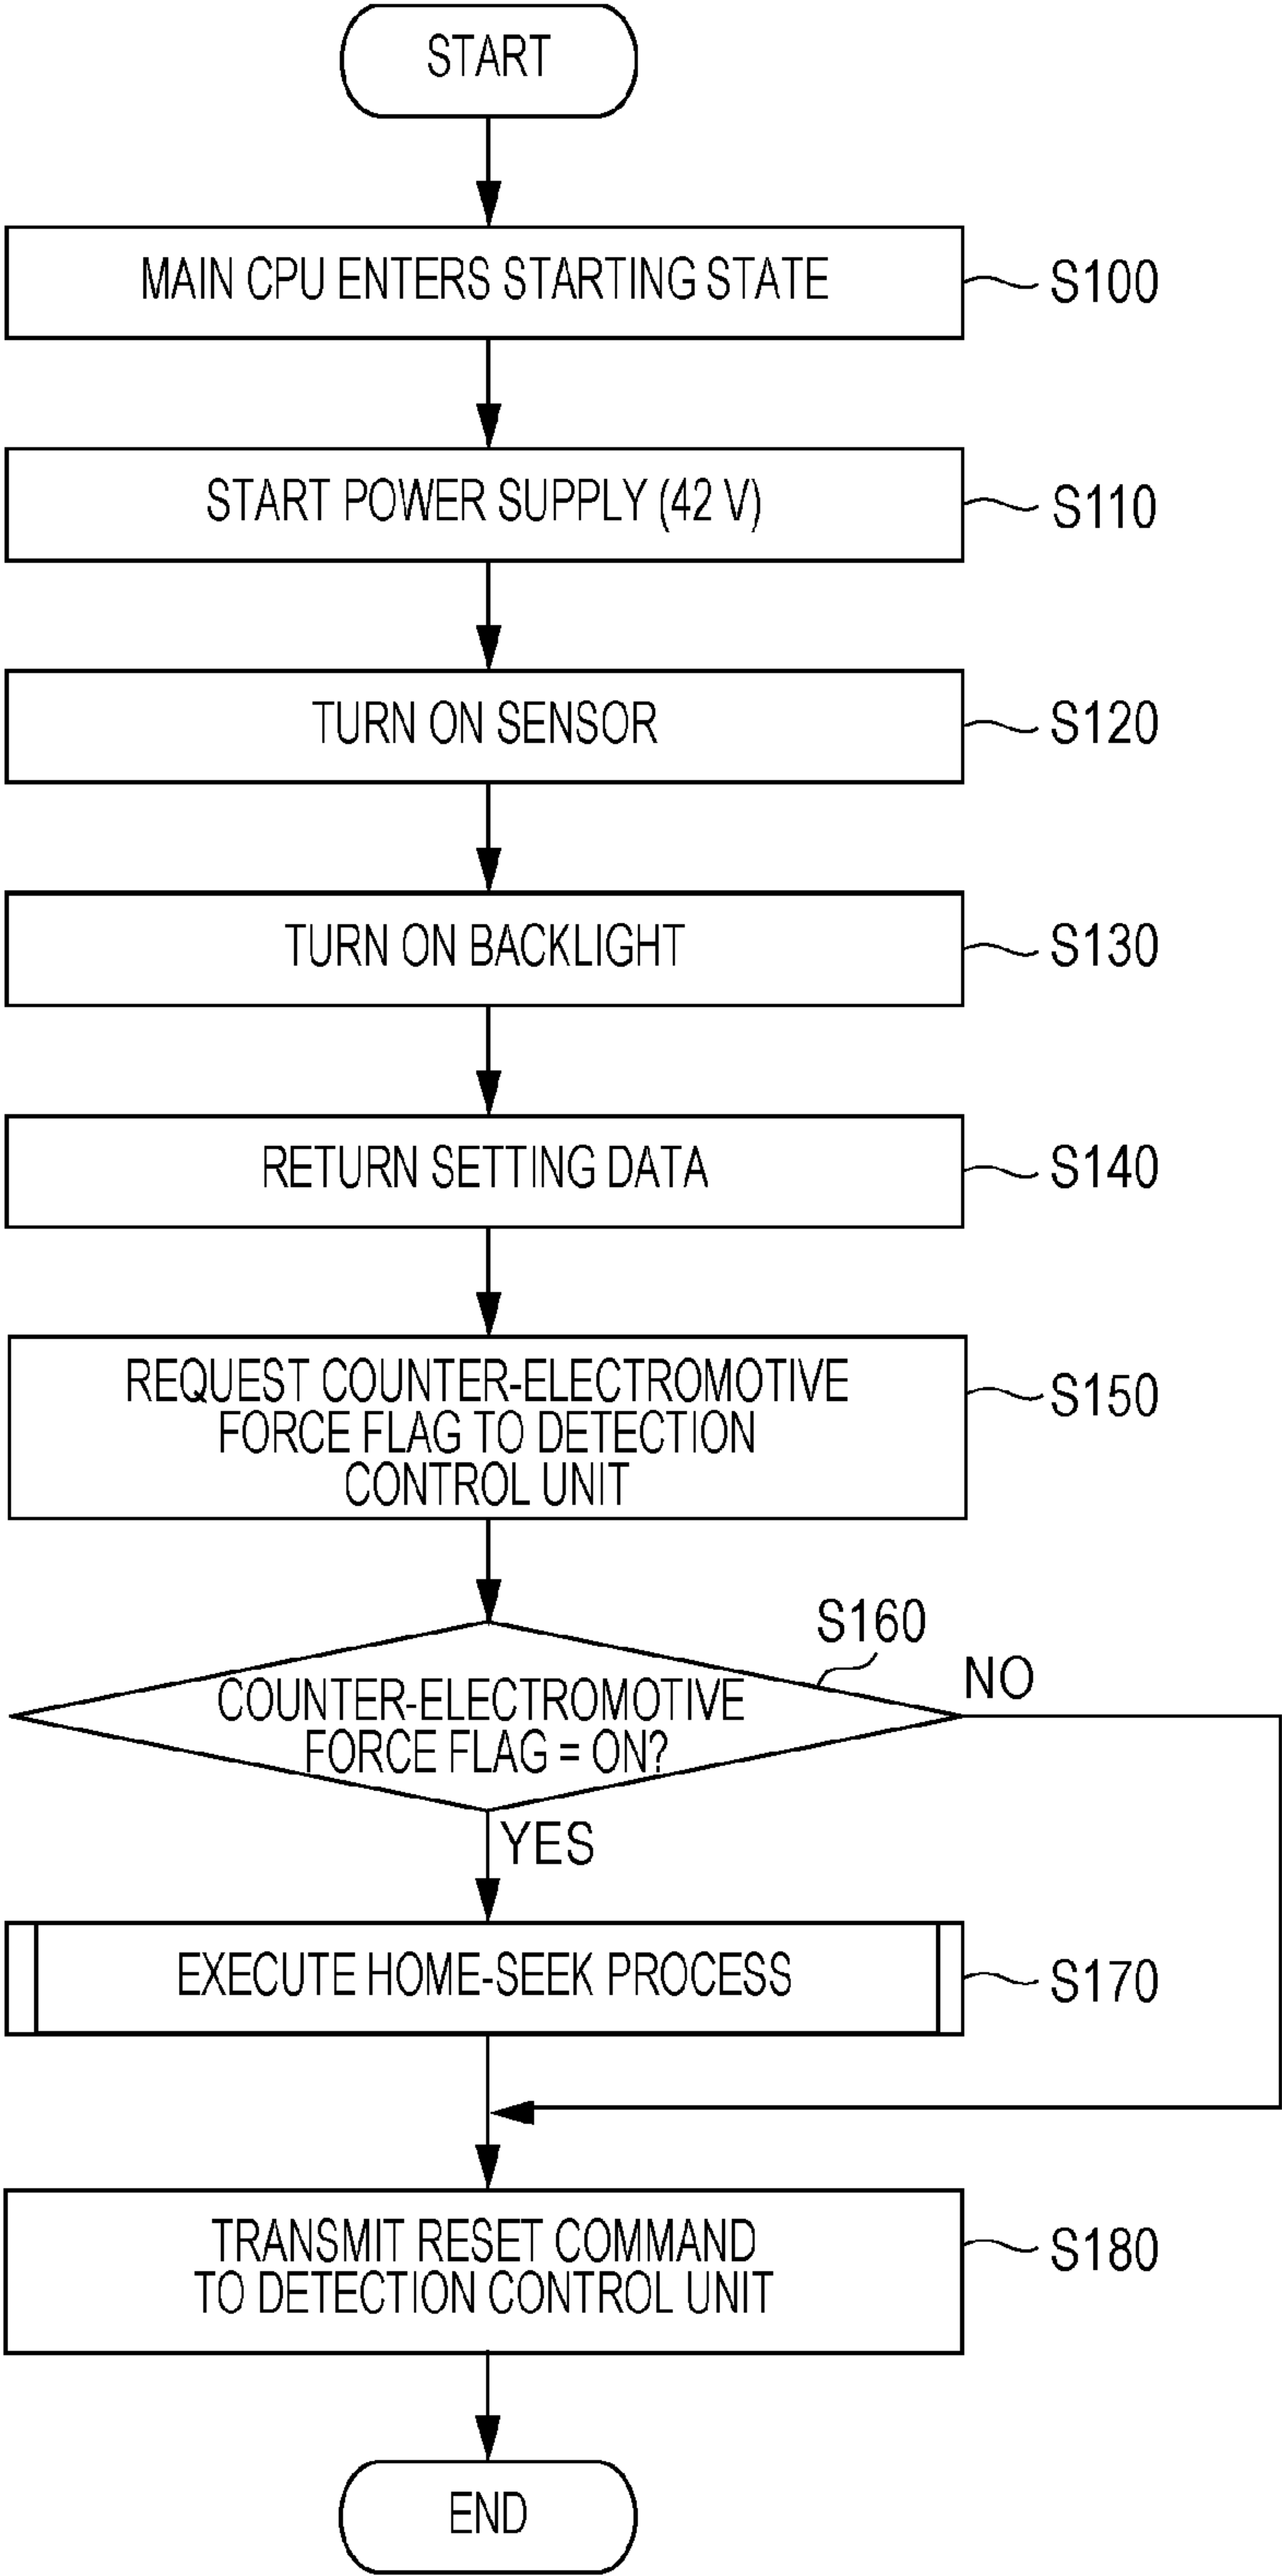 START
MAIN CPU ENTERS STARTING STATE
S100
START POWER SUPPLY (42 V)
S110
TURN ON SENSOR
S120
TURN ON BACKLIGHT
S130
RETURN SETTING DATA
S140
REQUEST COUNTER-ELECTROMOTIVE
FORCE FLAG TO DETECTION
CONTROL UNIT
S150
S160
COUNTER-ELECTROMOTIVE
FORCE FLAG = ON?
NO
YES
EXECUTE HOME-SEEK PROCESS
S170
TRANSMIT RESET COMMAND
TO DETECTION CONTROL UNIT
S180
END